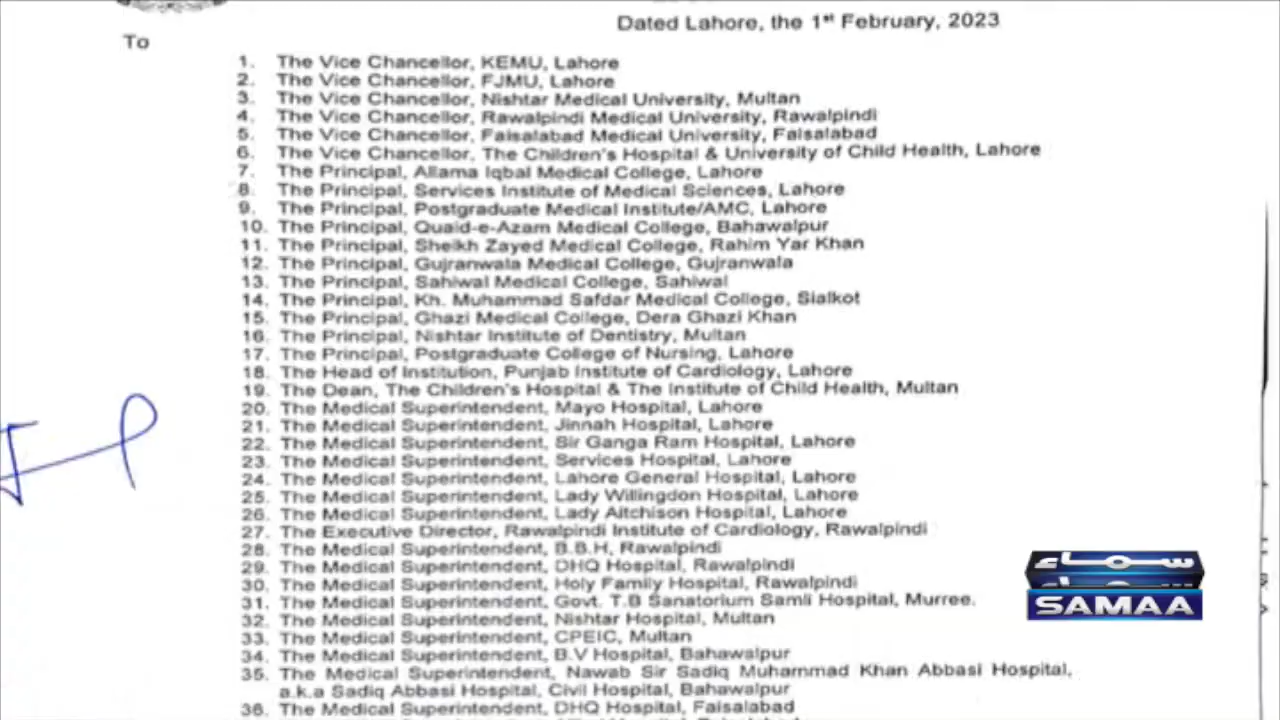 Dated Lahore, the 1st February, 2023
To
1. The Vice Chancellor, KEMU, Lahore
2. The Vice Chancellor, FJMU, Lahore
3. The Vice Chancellor, Nishtar Medical University, Multan
4. The Vice Chancellor, Rawalpindi Medical University, Rawalpindi
5. The Vice Chancellor, Faisalabad Medical University, Faisalabad
6. The Vice Chancellor, The Children's Hospital & University of Child Health, Lahore
7. The Principal, Allama Iqbal Medical College, Lahore
8. The Principal, Services Institute of Medical Sciences, Lahore
9. The Principal, Postgraduate Medical Institute/AMC, Lahore
10. The Principal, Quaid-e-Azam Medical College, Bahawalpur
11. The Principal, Sheikh Zayed Medical College, Rahim Yar Khan
12. The Principal, Gujranwala Medical College, Gujranwala
13. The Principal, Sahiwal Medical College, Sahiwal
14. The Principal, Kh. Muhammad Safdar Medical College, Sialkot
15. The Principal, Ghazi Medical College, Dera Ghazi Khan
16. The Principal, Nishtar Institute of Dentistry, Multan
17. The Principal, Postgraduate College of Nursing, Lahore
18. The Head of Institution, Punjab Institute of Cardiology, Lahore
19. The Dean, The Children's Hospital & The Institute of Child Health, Multan
20. The Medical Superintendent, Mayo Hospital, Lahore
21. The Medical Superintendent, Jinnah Hospital, Lahore
22. The Medical Superintendent, Sir Ganga Ram Hospital, Lahore
23. The Medical Superintendent, Services Hospital, Lahore
24. The Medical Superintendent, Lahore General Hospital, Lahore
25. The Medical Superintendent, Lady Willingdon Hospital, Lahore
26. The Medical Superintendent, Lady Aitchison Hospital, Lahore
27. The Executive Director, Rawalpindi Institute of Cardiology, Rawalpindi
28. The Medical Superintendent, B.B.H, Rawalpindi
29. The Medical Superintendent, DHQ Hospital, Rawalpindi
30. The Medical Superintendent, Holy Family Hospital, Rawalpindi
31. The Medical Superintendent, Govt. T.B Sanatorium Samli Hospital, Murree.
32. The Medical Superintendent, Nishtar Hospital, Multan
33. The Medical Superintendent, CPEIC, Multan
34. The Medical Superintendent, B.V Hospital, Bahawalpur
35. The Medical Superintendent, Nawab Sir Sadiq Muhammad Khan Abbasi Hospital,
a.k.a Sadiq Abbasi Hospital, Civil Hospital, Bahawalpur
36. The Medical Superintendent, DHQ Hospital, Faisalabad
سماء
SAMAA